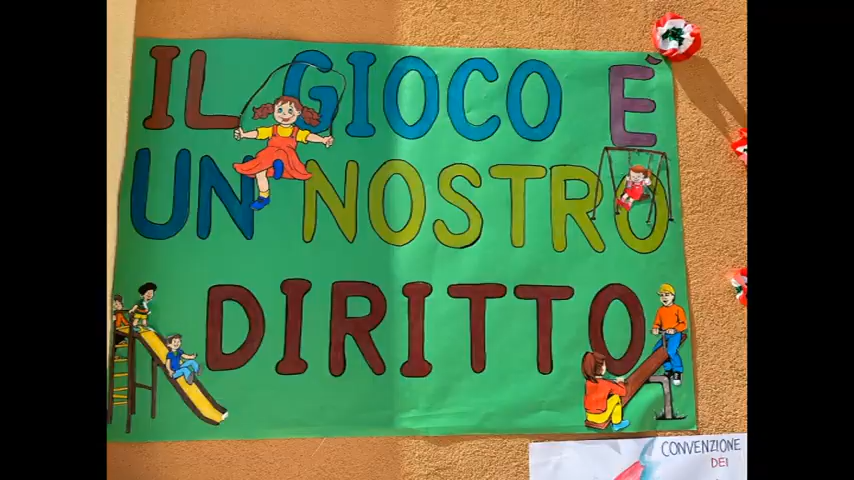 IL GIOCO È
UN NOSTRO
DIRITTO
CONVENZIONE
DEI